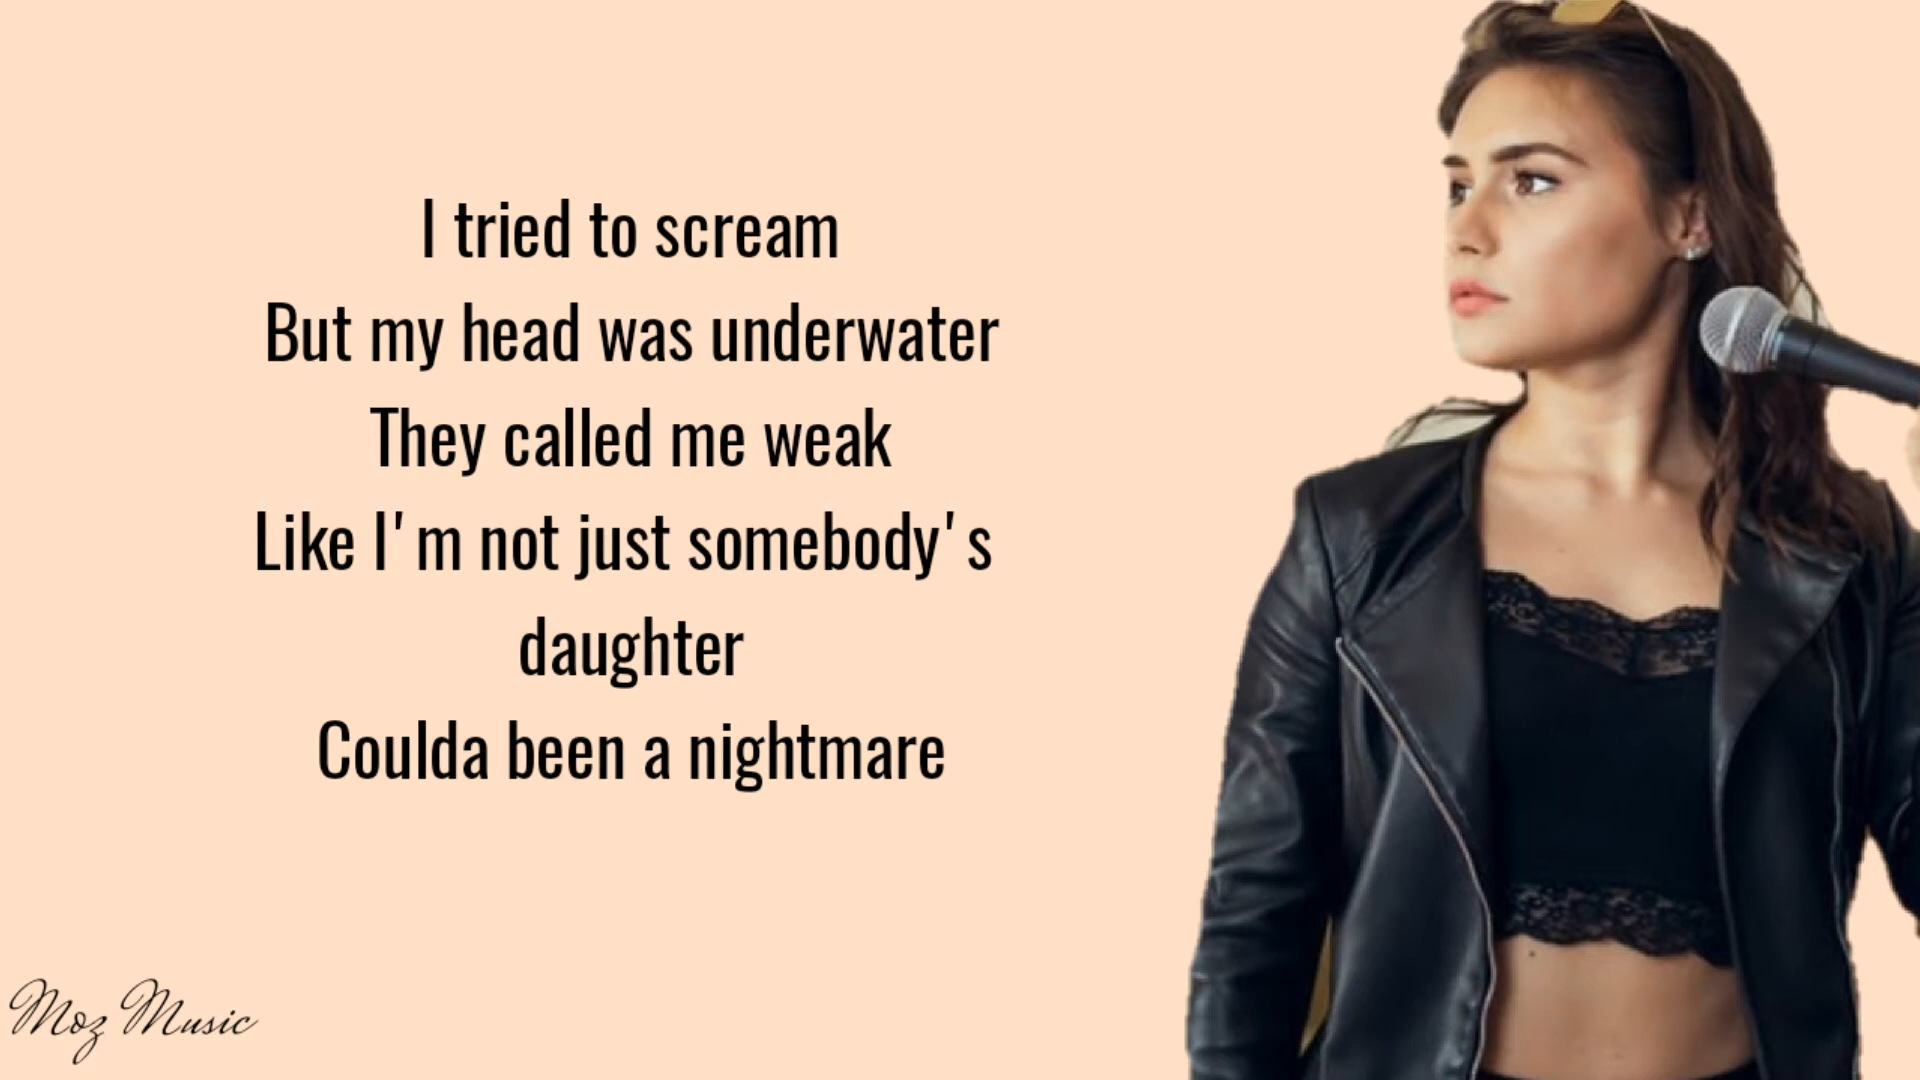 I tried to scream
But my head was underwater
They called me weak
Like I'm not just somebody's
daughter
Coulda been a nightmare
Moz Music